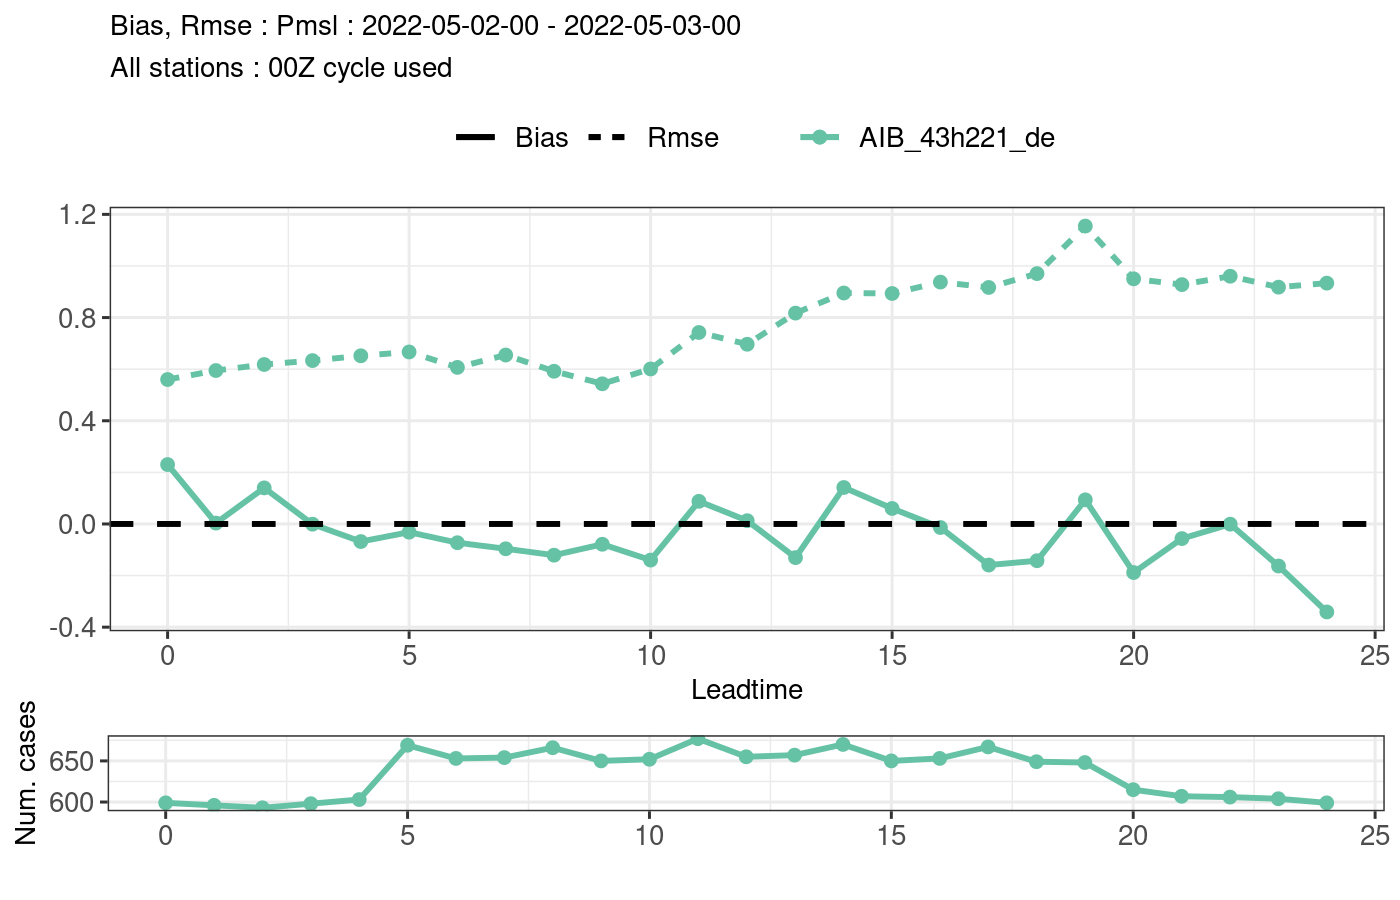 Bias, Rmse : Pmsl : 2022-05-02-00 - 2022-05-03-00
All stations : 00Z cycle used
Bias Rmse AIB_43h221_de
1.2
0.8
0.4
0.0
-0.4
0 5 10 15 20 25
Leadtime
Num. cases
650
600
0 5 10 15 20 25